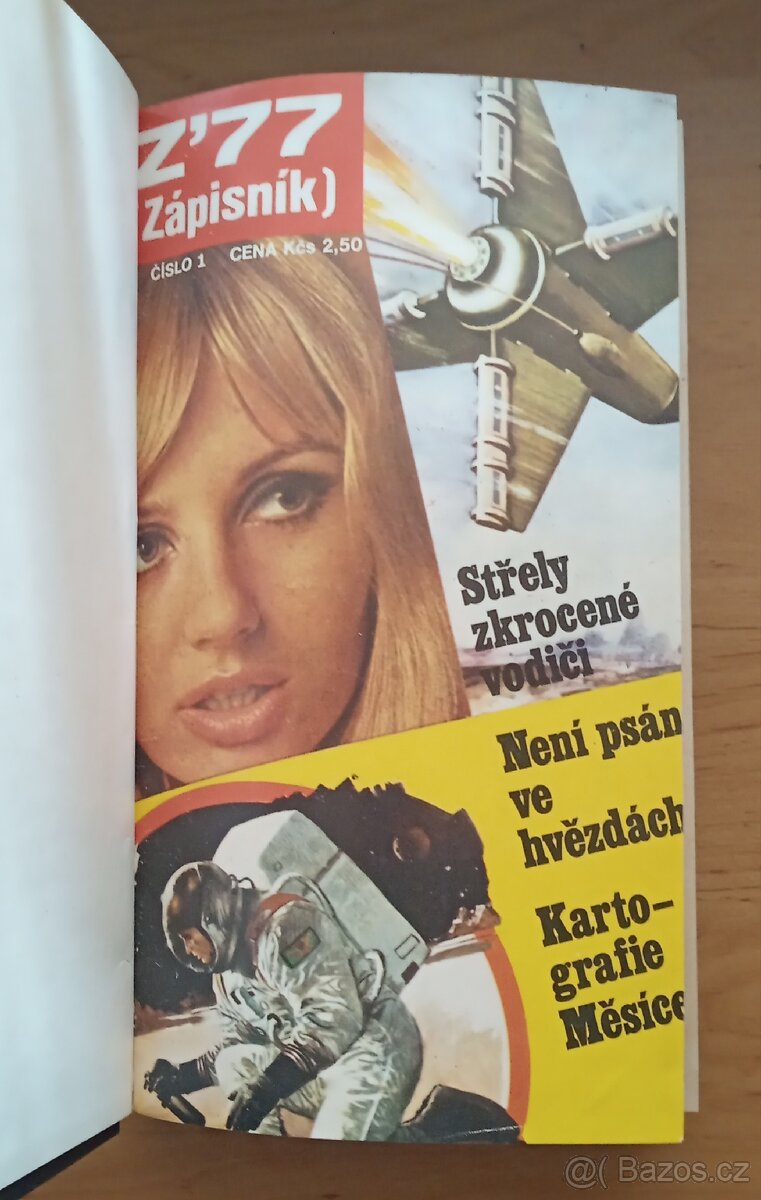 Z'77
Zápisník)
ČÍSLO 1 CENA Kčs 2,50
Střely
zkrocené
vodiči
Není psán
ve
hvězdách
Karto-
grafie
Měsíce
@( Bazos.cz